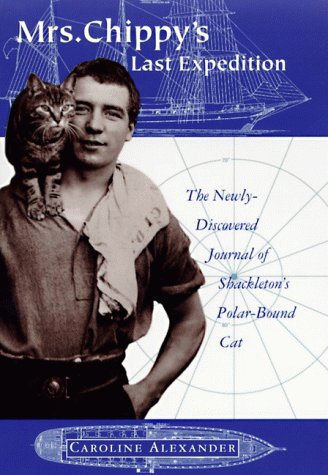 Mrs. Chippy's
Last Expedition
The Newly-
Discovered
Journal of
Shackleton's
Polar-Bound
Cat
CAROLINE ALEXANDER